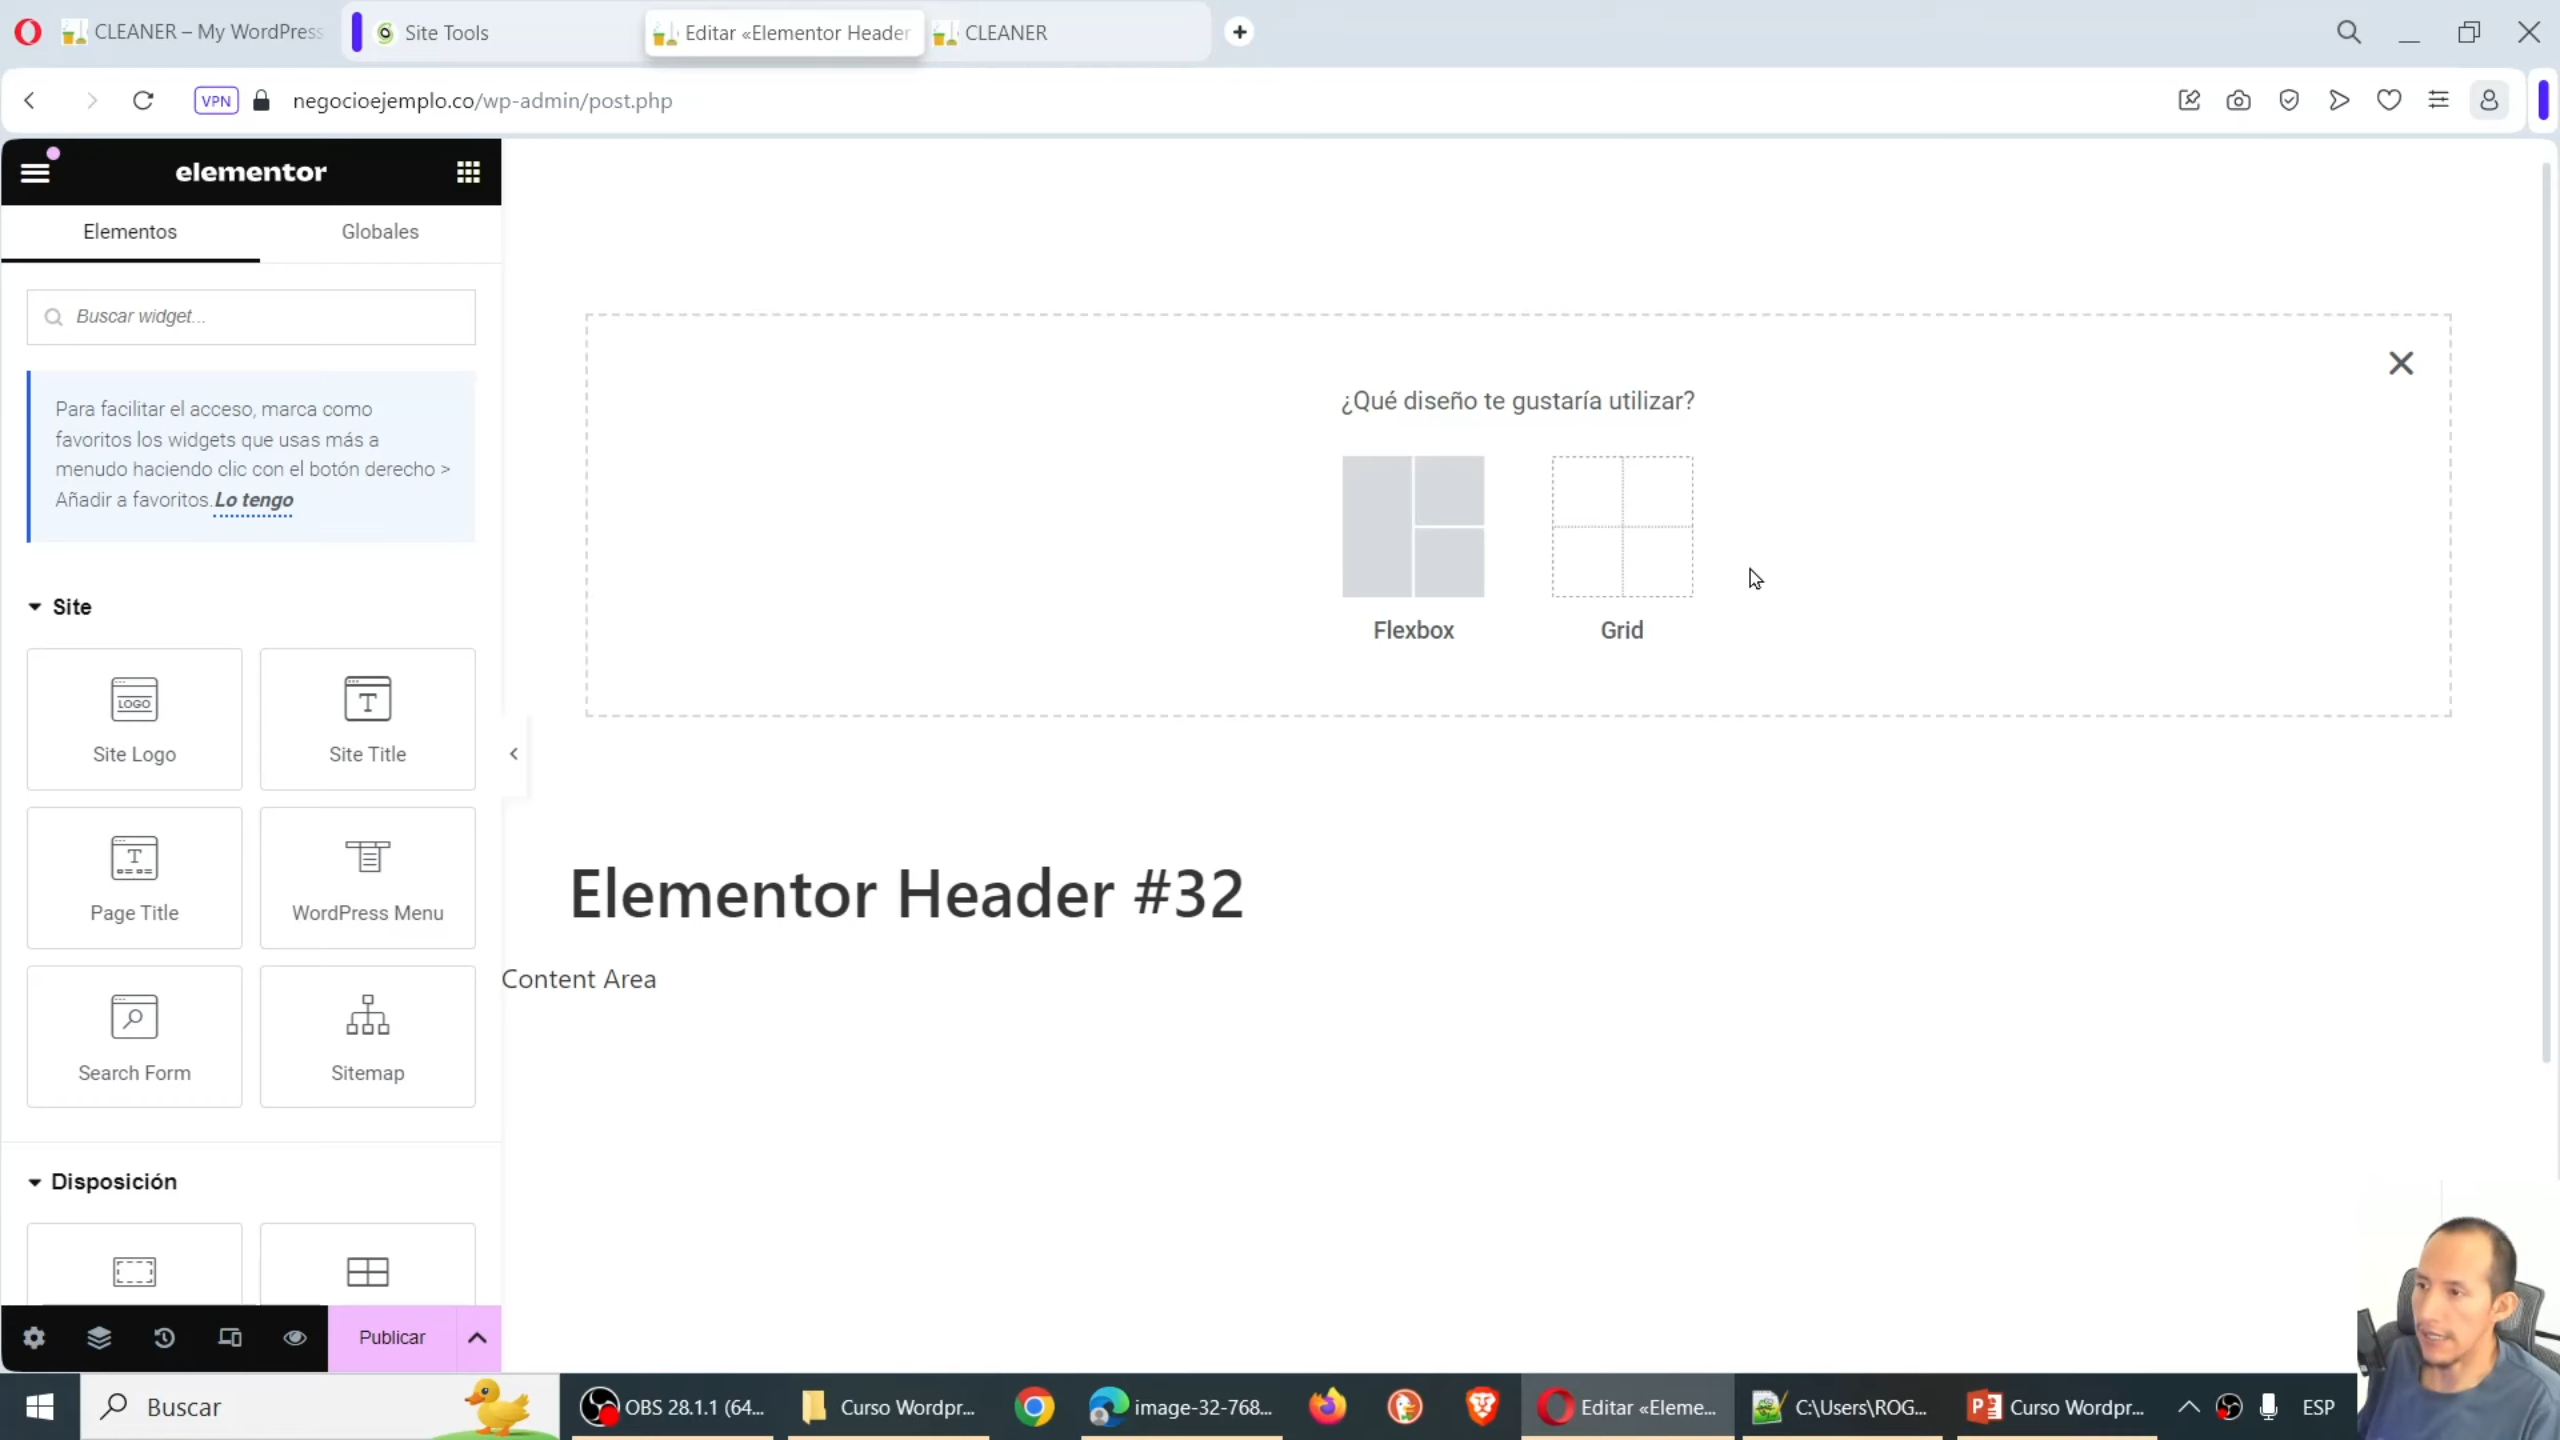 CLEANER – My WordPress
Site Tools
Editar «Elementor Header
CLEANER
VPN
negocioejemplo.co/wp-admin/post.php
elementor
Elementos
Globales
Buscar widget...
Para facilitar el acceso, marca como
favoritos los widgets que usas más a
menudo haciendo clic con el botón derecho >
Añadir a favoritos. Lo tengo
Site
LOGO
Site Logo
T
Site Title
T
Page Title
WordPress Menu
Search Form
Sitemap
Disposición
Publicar
¿Qué diseño te gustaría utilizar?
Flexbox
Grid
Elementor Header #32
Content Area
Buscar
OBS 28.1.1 (64...
Curso Wordpr...
image-32-768...
Editar «Eleme...
C:\Users\ROG...
Curso Wordpr...
ESP